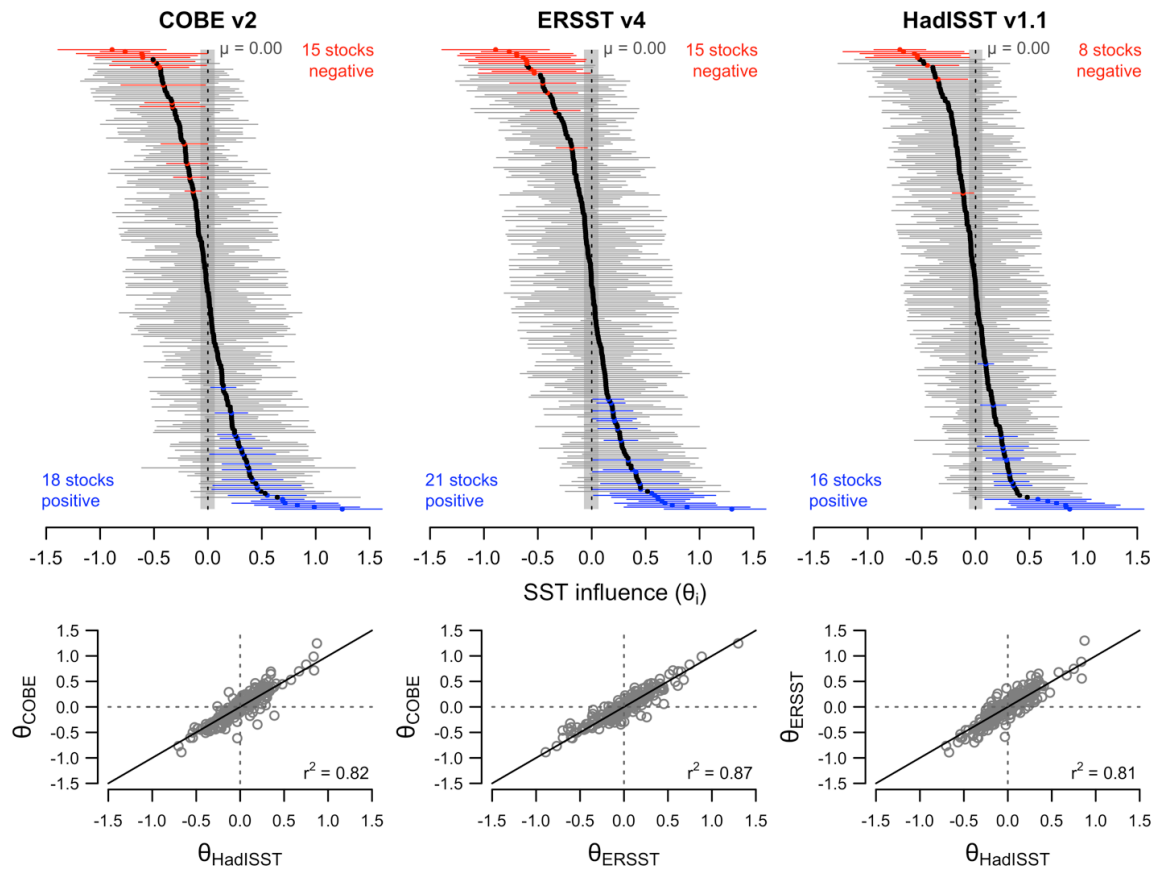 COBE v2
ERSST v4
HadISST v1.1
μ = 0.00
15 stocks
negative
μ = 0.00
15 stocks
negative
μ = 0.00
8 stocks
negative
18 stocks
positive
21 stocks
positive
16 stocks
positive
-1.5 -1.0 -0.5 0.0 0.5 1.0 1.5
-1.5 -1.0 -0.5 0.0 0.5 1.0 1.5
-1.5 -1.0 -0.5 0.0 0.5 1.0 1.5
SST influence (θi)
θCOBE
1.5
1.0
0.5
0.0
-0.5
-1.0
-1.5
r² = 0.82
-1.5 -1.0 -0.5 0.0 0.5 1.0 1.5
θHadISST
θCOBE
1.5
1.0
0.5
0.0
-0.5
-1.0
-1.5
r² = 0.87
-1.5 -1.0 -0.5 0.0 0.5 1.0 1.5
θERSST
θERSST
1.5
1.0
0.5
0.0
-0.5
-1.0
-1.5
r² = 0.81
-1.5 -1.0 -0.5 0.0 0.5 1.0 1.5
θHadISST